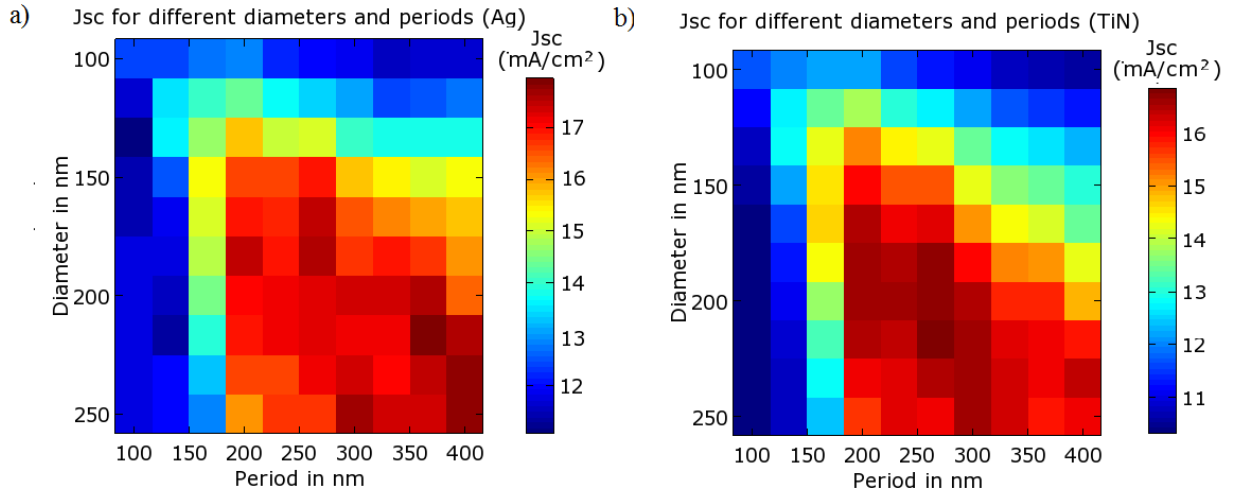 a)
Jsc for different diameters and periods (Ag)
Jsc
(mA/cm²)
100
150
200
250
Diameter in nm
100 150 200 250 300 350 400
Period in nm
17
16
15
14
13
12
b)
Jsc for different diameters and periods (TiN)
Jsc
(mA/cm²)
100
150
200
250
Diameter in nm
100 150 200 250 300 350 400
Period in nm
16
15
14
13
12
11